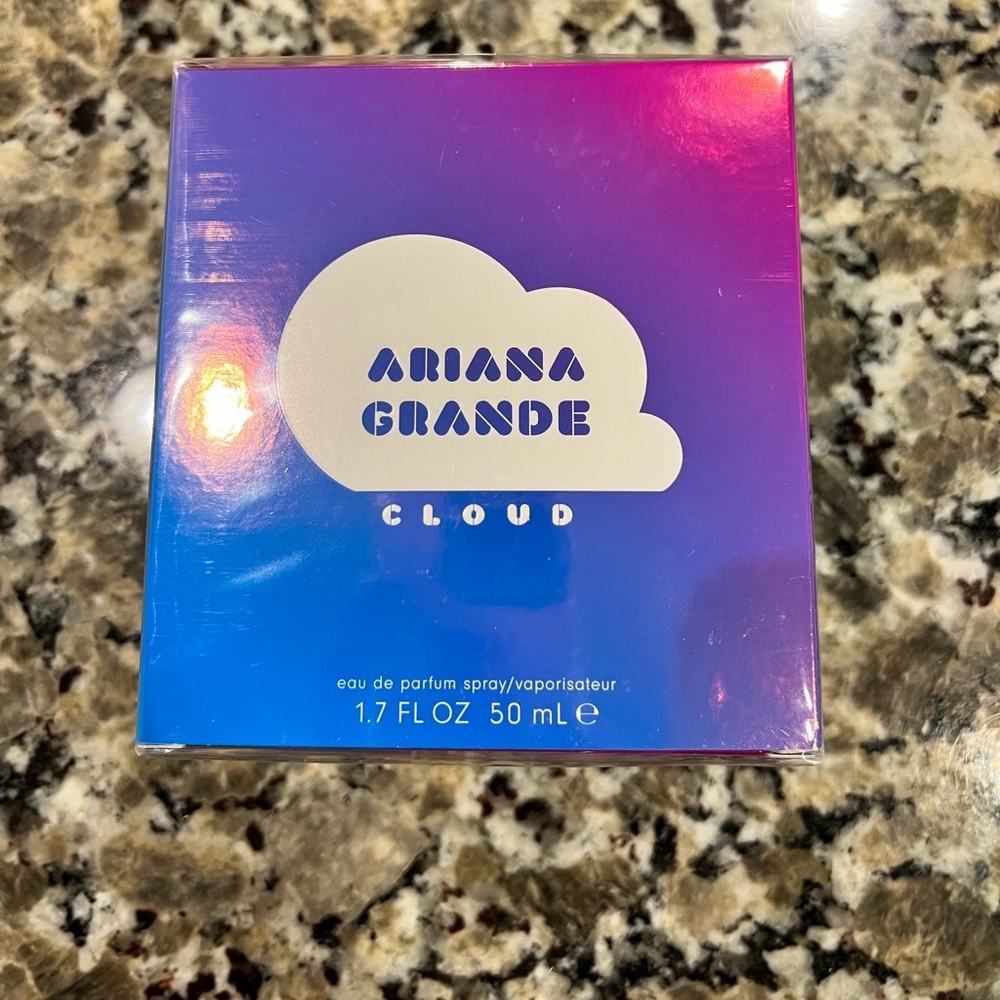 ARIANA
GRANDE
CLOUD
eau de parfum spray/vaporisateur
1.7 FL OZ 50 mL ℮